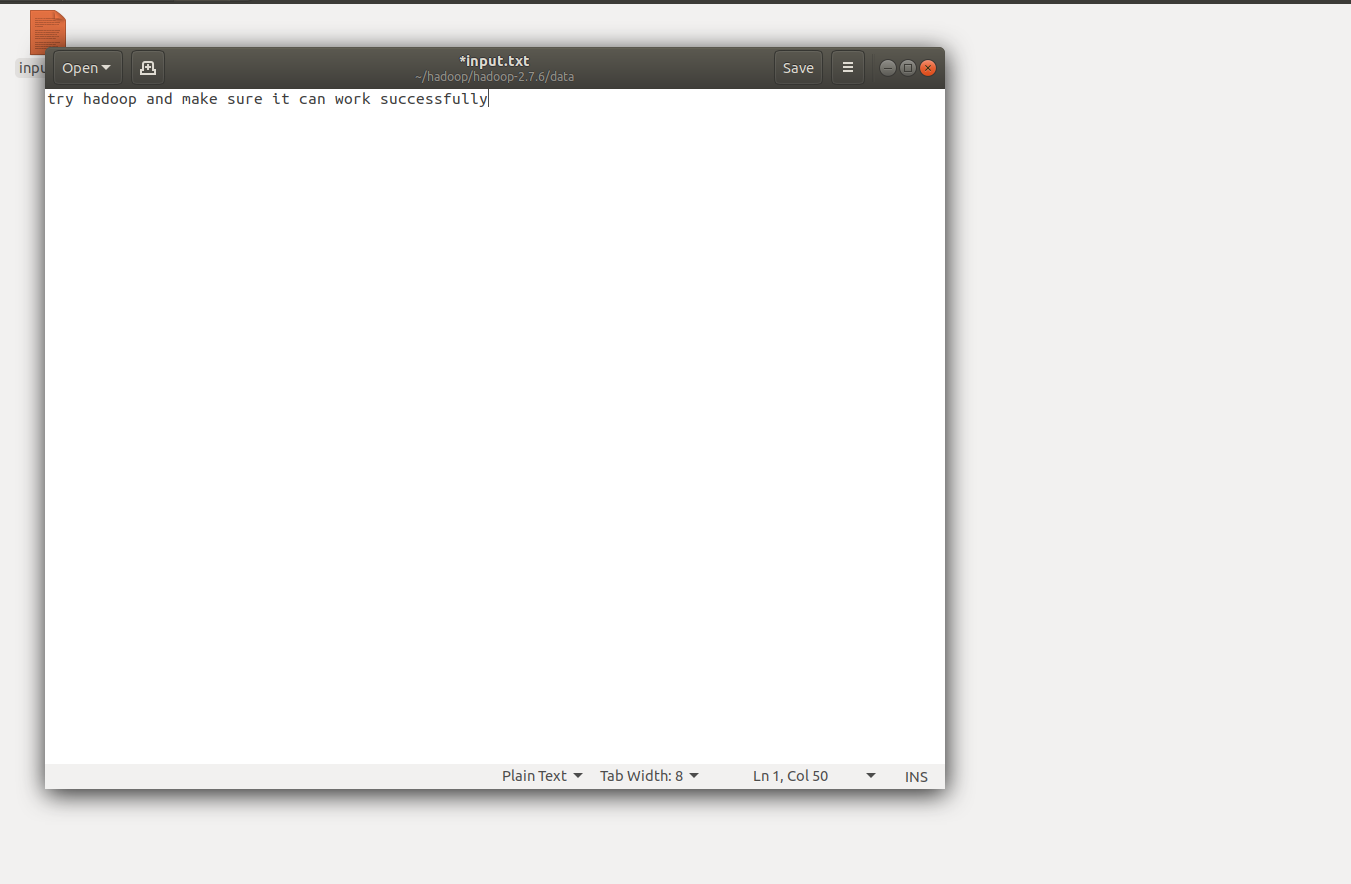 inpu
Open
*input.txt
~/hadoop/hadoop-2.7.6/data
Save
try hadoop and make sure it can work successfully
Plain Text
Tab Width: 8
Ln 1, Col 50
INS